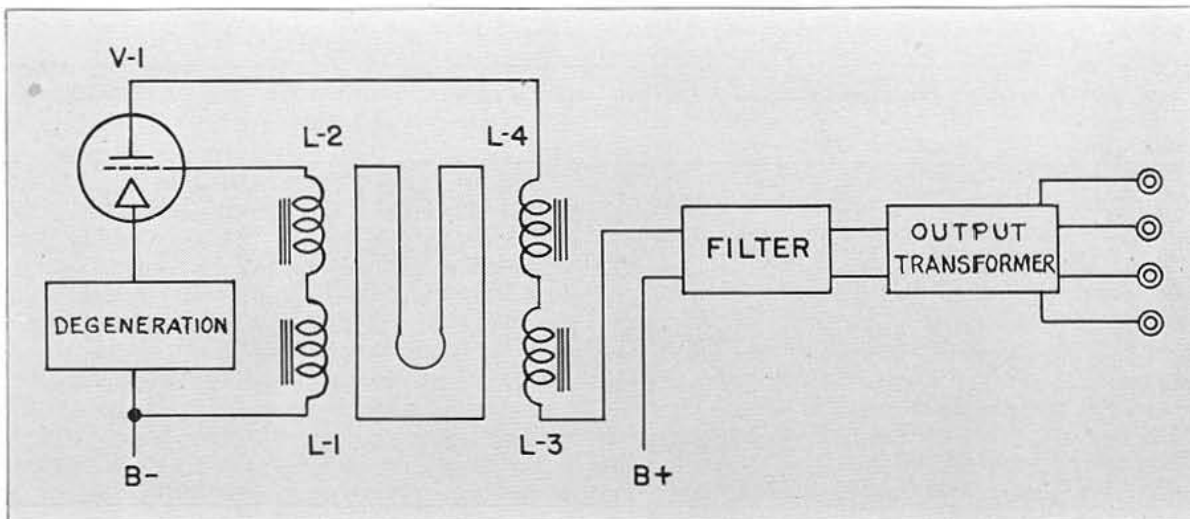 V-1
L-2
L-4
DEGENERATION
FILTER
OUTPUT
TRANSFORMER
L-1
L-3
B-
B+